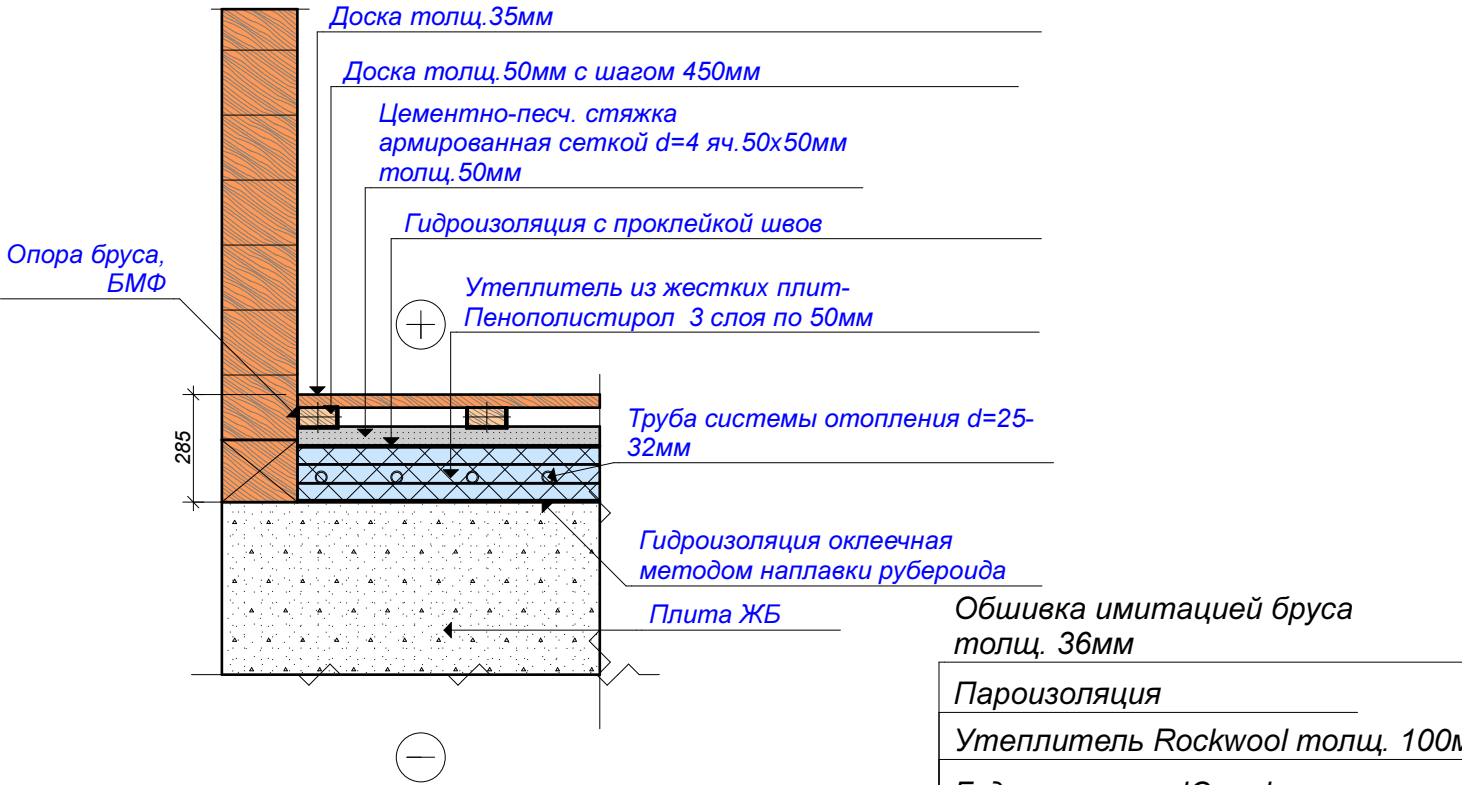 Доска толщ.35мм
Доска толщ.50мм с шагом 450мм
Цементно-песч. стяжка
армированная сеткой d=4 яч.50х50мм
толщ.50мм
Гидроизоляция с проклейкой швов
Опора бруса,
БМФ
Утеплитель из жестких плит-
Пенополистирол 3 слоя по 50мм
285
Труба системы отопления d=25-
32мм
Гидроизоляция оклеечная
методом наплавки рубероида
Плита ЖБ
Обшивка имитацией бруса
толщ. 36мм
Пароизоляция
Утеплитель Rockwool толщ. 100м